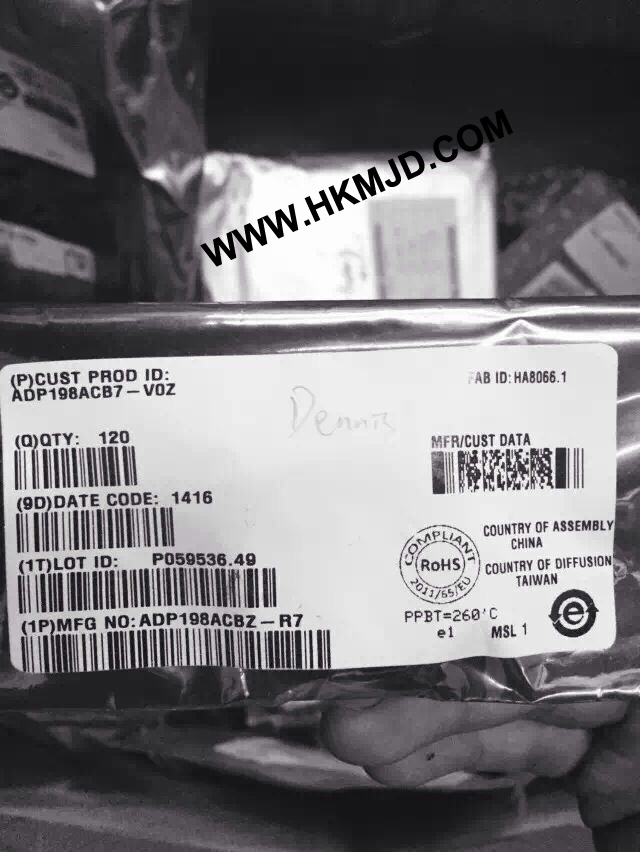 WWW.HKMJD.COM
(P)CUST PROD ID:
ADP198ACB7-V0Z
FAB ID:HA8066.1
Dennis
(Q)QTY: 120
MFR/CUST DATA
(9D)DATE CODE: 1416
(1T)LOT ID: P059536.49
(1P)MFG NO:ADP198ACBZ-R7
COMPLIANT
RoHS
2011/65/EU
COUNTRY OF ASSEMBLY
CHINA
COUNTRY OF DIFFUSION
TAIWAN
PPBT=260'C
e1 MSL 1
e